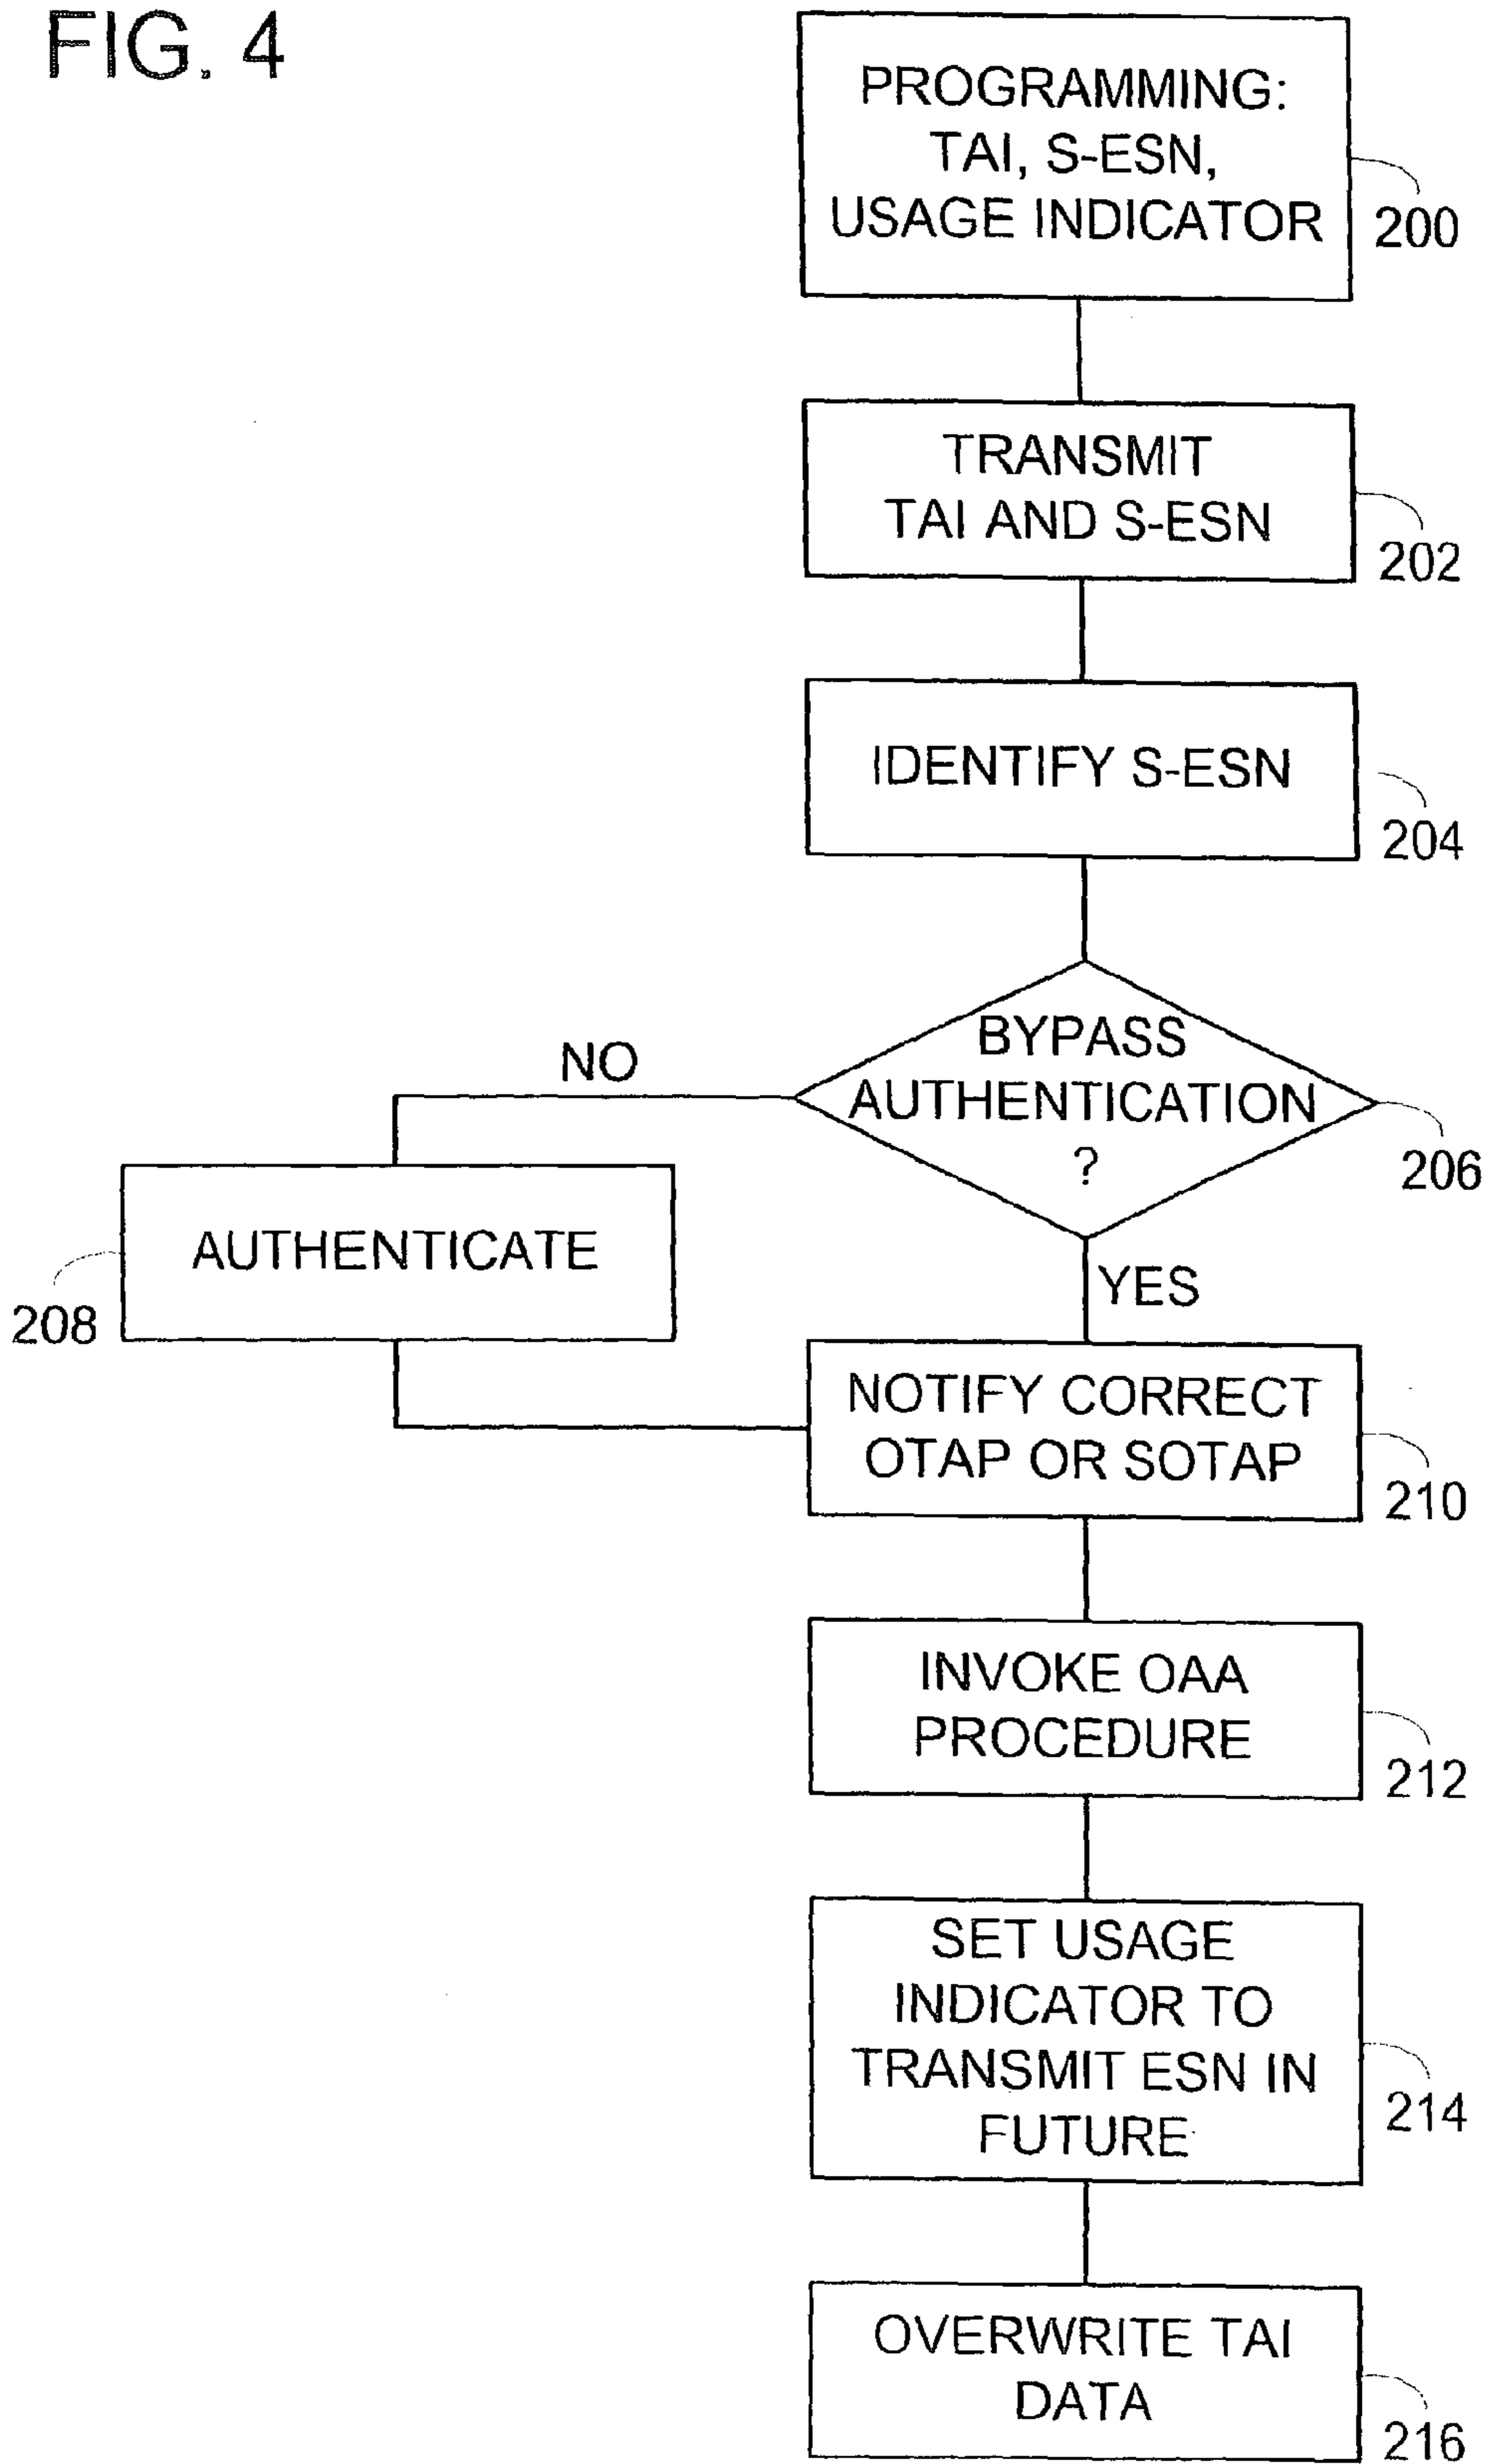 FIG. 4
PROGRAMMING:
TAI, S-ESN,
USAGE INDICATOR
200
TRANSMIT
TAI AND S-ESN
202
IDENTIFY S-ESN
204
BYPASS
AUTHENTICATION
?
206
NO
AUTHENTICATE
208
YES
NOTIFY CORRECT
OTAP OR SOTAP
210
INVOKE OAA
PROCEDURE
212
SET USAGE
INDICATOR TO
TRANSMIT ESN IN
FUTURE
214
OVERWRITE TAI
DATA
216